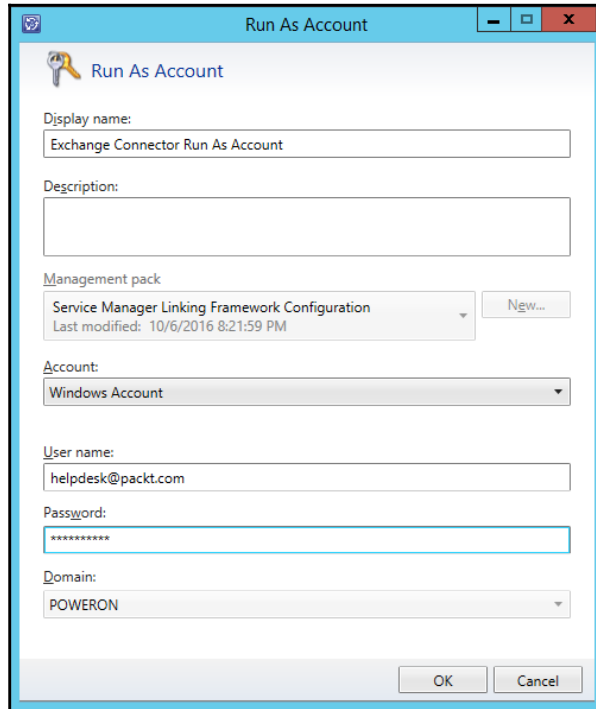 Run As Account
Run As Account
Display name:
Exchange Connector Run As Account
Description:
Management pack
Service Manager Linking Framework Configuration
Last modified: 10/6/2016 8:21:59 PM
New...
Account:
Windows Account
User name:
helpdesk@packt.com
Password:
**********
Domain:
POWERON
OK Cancel